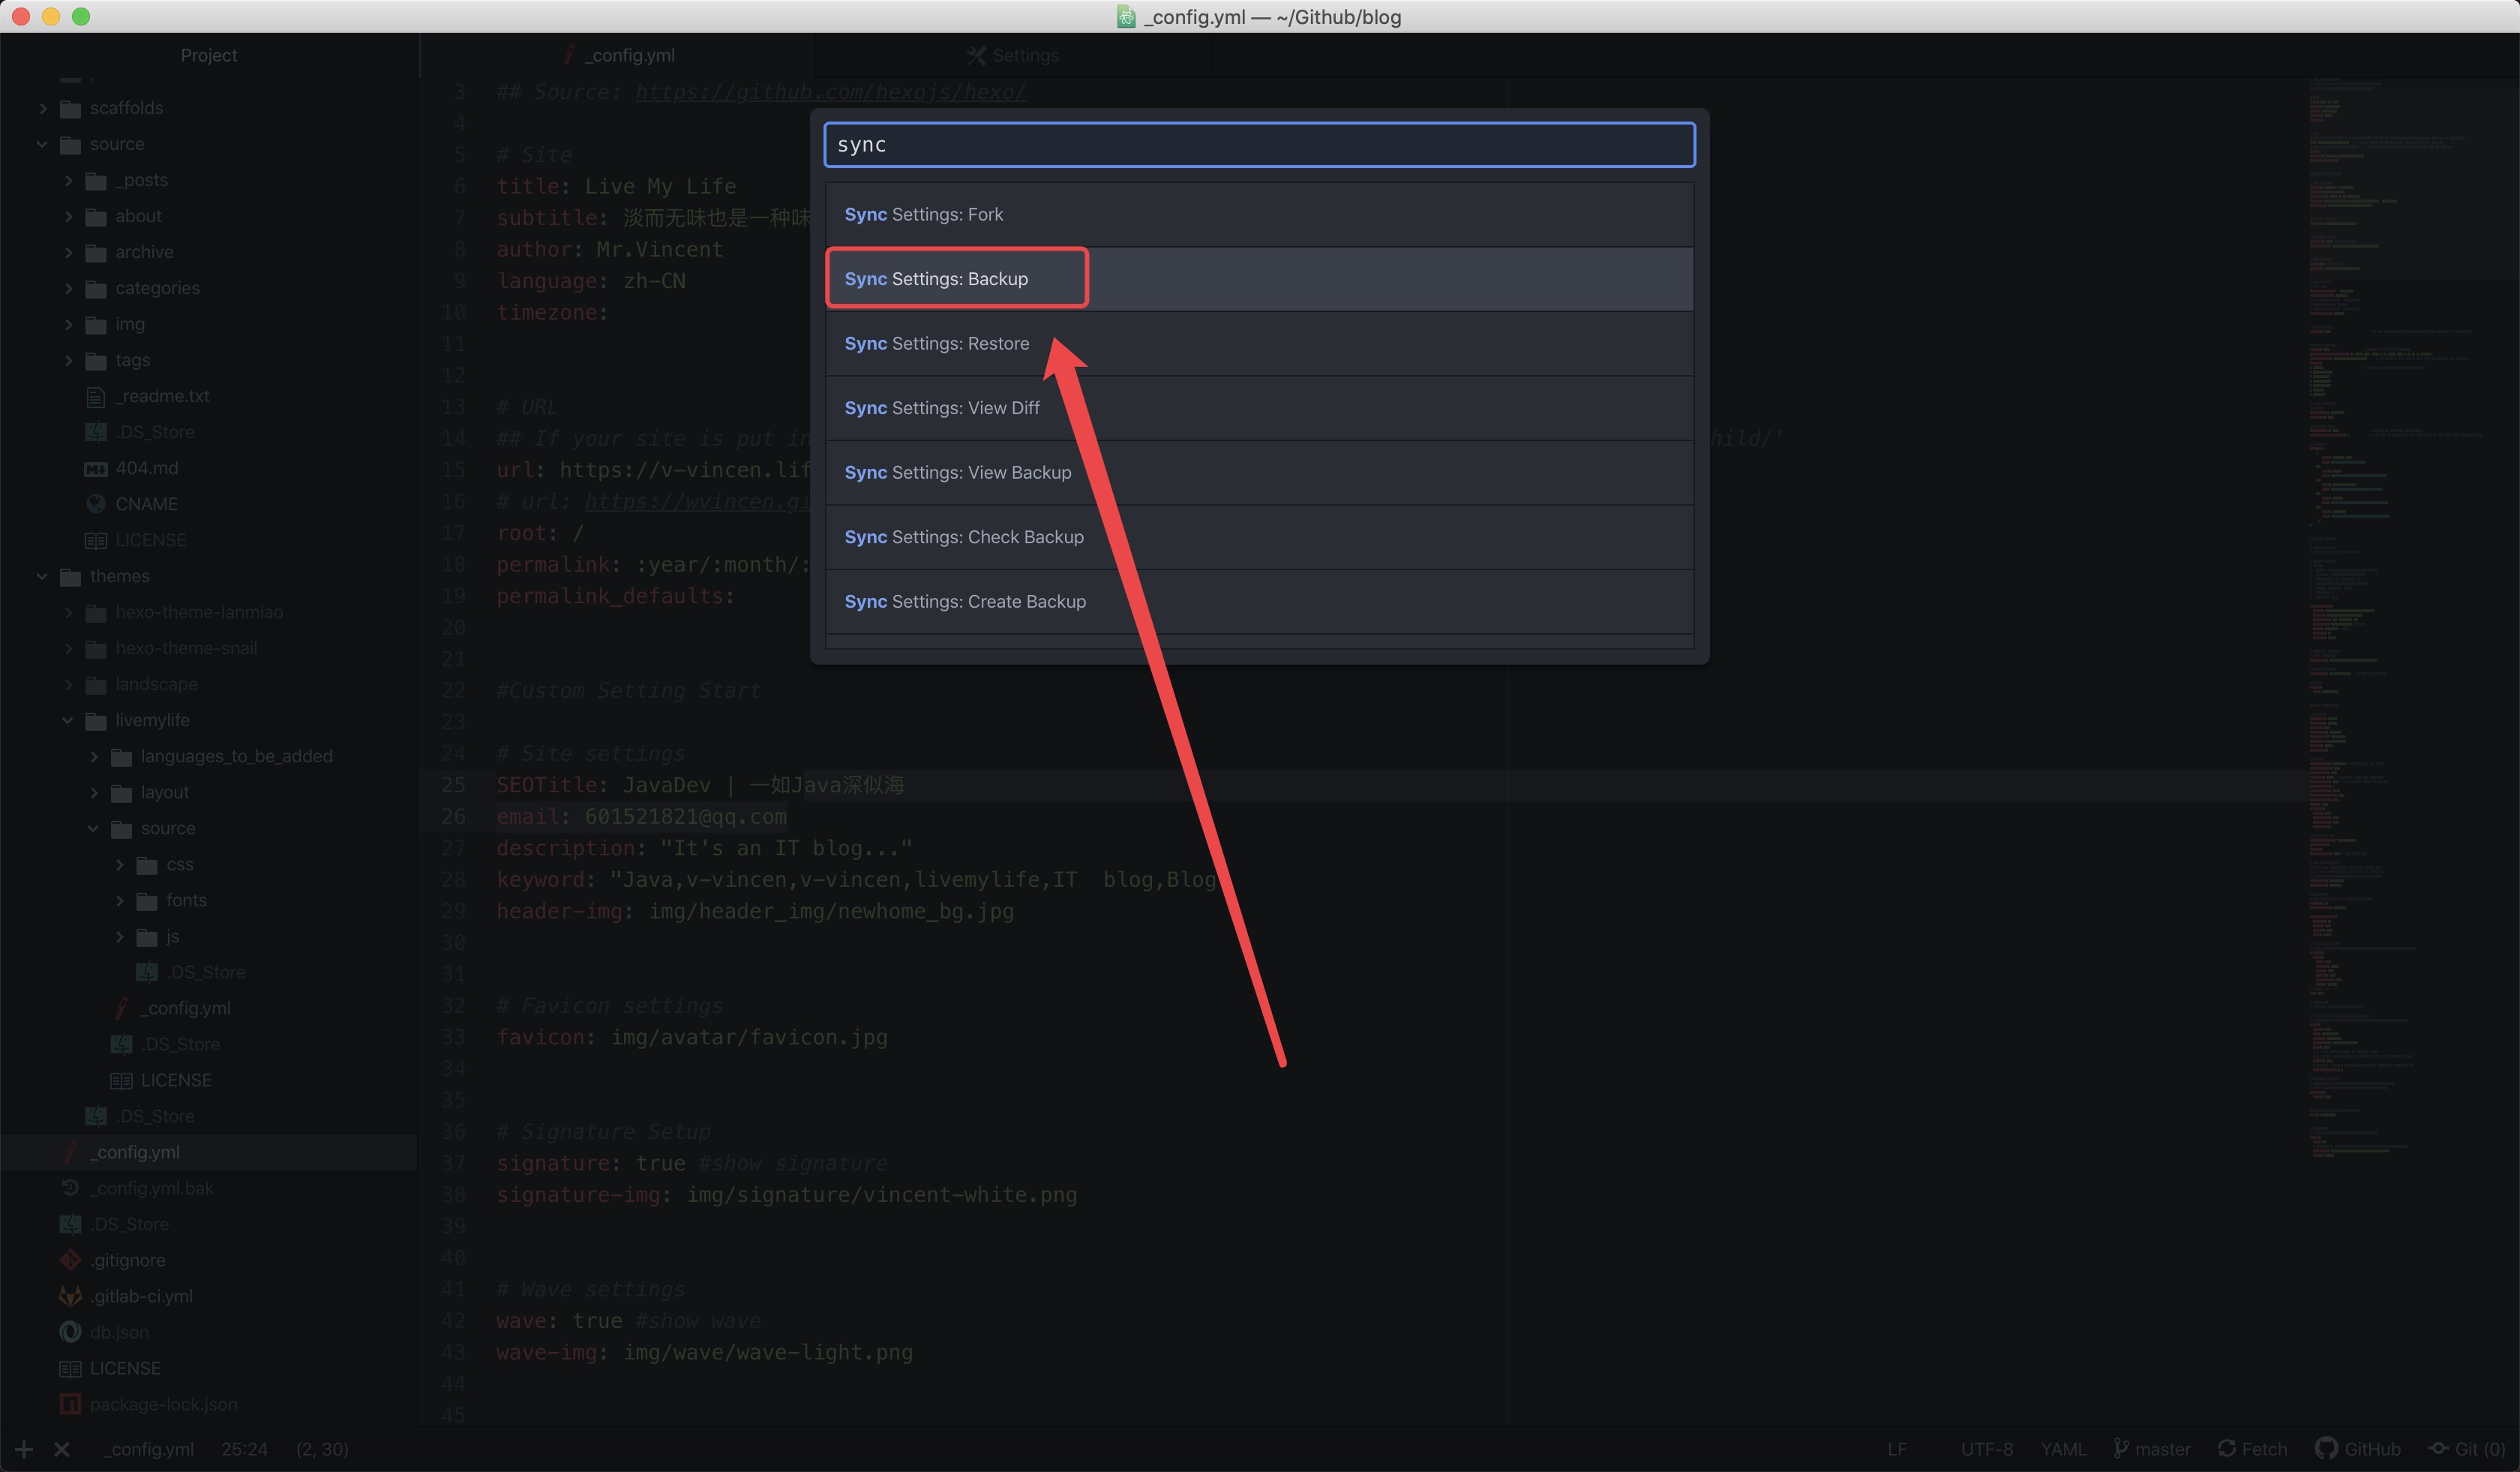 _config.yml — ~/Github/blog
Project
_config.yml
Settings
scaffolds
source
_posts
about
archive
categories
img
tags
_readme.txt
.DS_Store
404.md
CNAME
LICENSE
themes
hexo-theme-lanmiao
hexo-theme-snail
landscape
livemylife
languages_to_be_added
layout
source
css
fonts
js
.DS_Store
_config.yml
.DS_Store
LICENSE
.DS_Store
_config.yml
_config.yml.bak
.DS_Store
.gitignore
.gitlab-ci.yml
db.json
LICENSE
package-lock.json
3 ## Source: https://github.com/hexojs/hexo/
4
5 # Site
6 title: Live My Life
7 subtitle: 淡而无味也是一种味
8 author: Mr.Vincent
9 language: zh-CN
10 timezone:
11
12
13 # URL
14 ## If your site is put in hild/'
15 url: https://v-vincen.lif
16 # url: https://wvincen.gi
17 root: /
18 permalink: :year/:month/:
19 permalink_defaults:
20
21
22 #Custom Setting Start
23
24 # Site settings
25 SEOTitle: JavaDev | 一如Java深似海
26 email: 601521821@qq.com
27 description: "It's an IT blog..."
28 keyword: "Java,v-vincen,v-vincen,livemylife,IT  blog,Blog
29 header-img: img/header_img/newhome_bg.jpg
30
31
32 # Favicon settings
33 favicon: img/avatar/favicon.jpg
34
35
36 # Signature Setup
37 signature: true #show signature
38 signature-img: img/signature/vincent-white.png
39
40
41 # Wave settings
42 wave: true #show wave
43 wave-img: img/wave/wave-light.png
44
45
sync
Sync Settings: Fork
Sync Settings: Backup
Sync Settings: Restore
Sync Settings: View Diff
Sync Settings: View Backup
Sync Settings: Check Backup
Sync Settings: Create Backup
_config.yml 25:24 (2, 30)
LF UTF-8 YAML master Fetch GitHub Git (0)